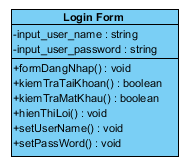 Login Form
-input_user_name : string
-input_user_password : string
+formDangNhap() : void
+kiemTraTaiKhoan() : boolean
+kiemTraMatKhau() : boolean
+hienThiLoi() : void
+setUserName() : void
+setPassWord() : void